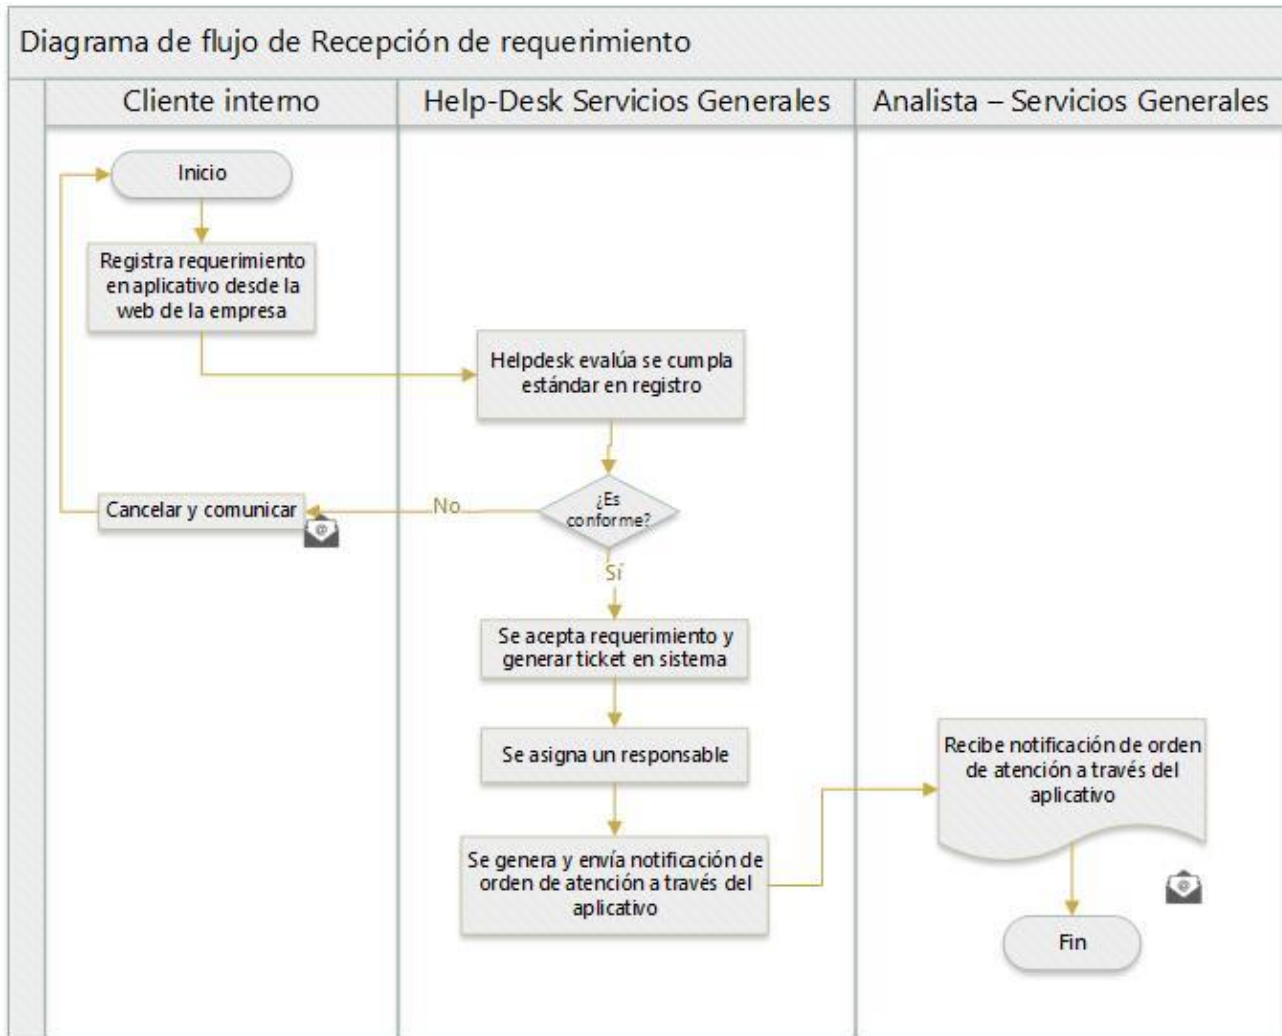 Diagrama de flujo de Recepción de requerimiento
Cliente interno
Help-Desk Servicios Generales
Analista – Servicios Generales
Inicio
Registra requerimiento
en aplicativo desde la
web de la empresa
Helpdesk evalúa se cumpla
estándar en registro
¿Es
conforme?
No
Cancelar y comunicar
@
Sí
Se acepta requerimiento y
generar ticket en sistema
Se asigna un responsable
Se genera y envía notificación de
orden de atención a través del
aplicativo
Recibe notificación de orden
de atención a través del
aplicativo
@
Fin